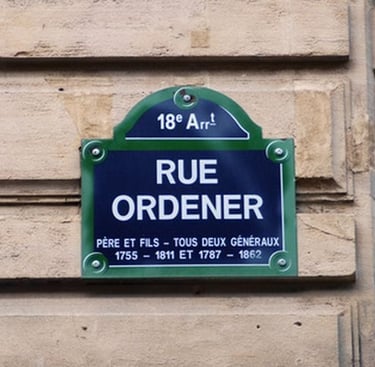 18e Arrt
RUE
ORDENER
PÈRE ET FILS - TOUS DEUX GÉNÉRAUX
1755 - 1811 ET 1787 - 1862